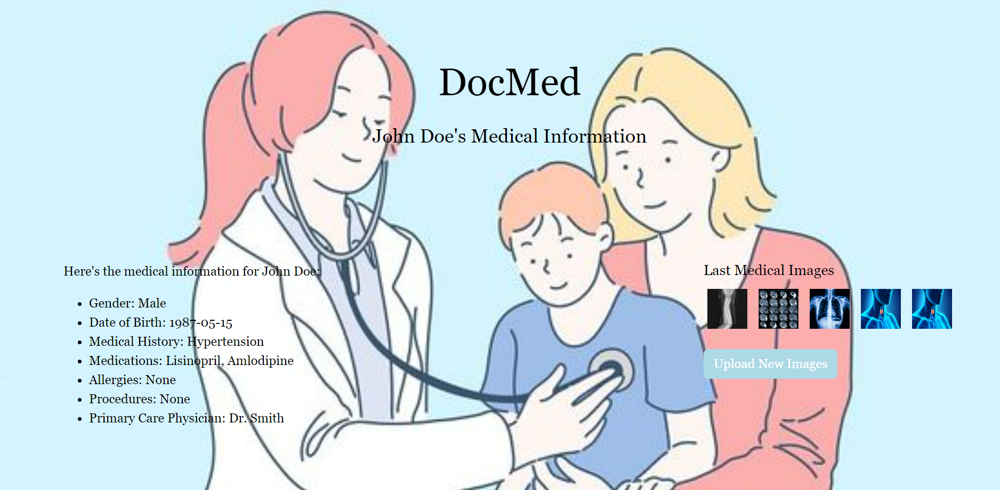 DocMed
John Doe's Medical Information
Here's the medical information for John Doe:
• Gender: Male
• Date of Birth: 1987-05-15
• Medical History: Hypertension
• Medications: Lisinopril, Amlodipine
• Allergies: None
• Procedures: None
• Primary Care Physician: Dr. Smith
Last Medical Images
Upload New Images